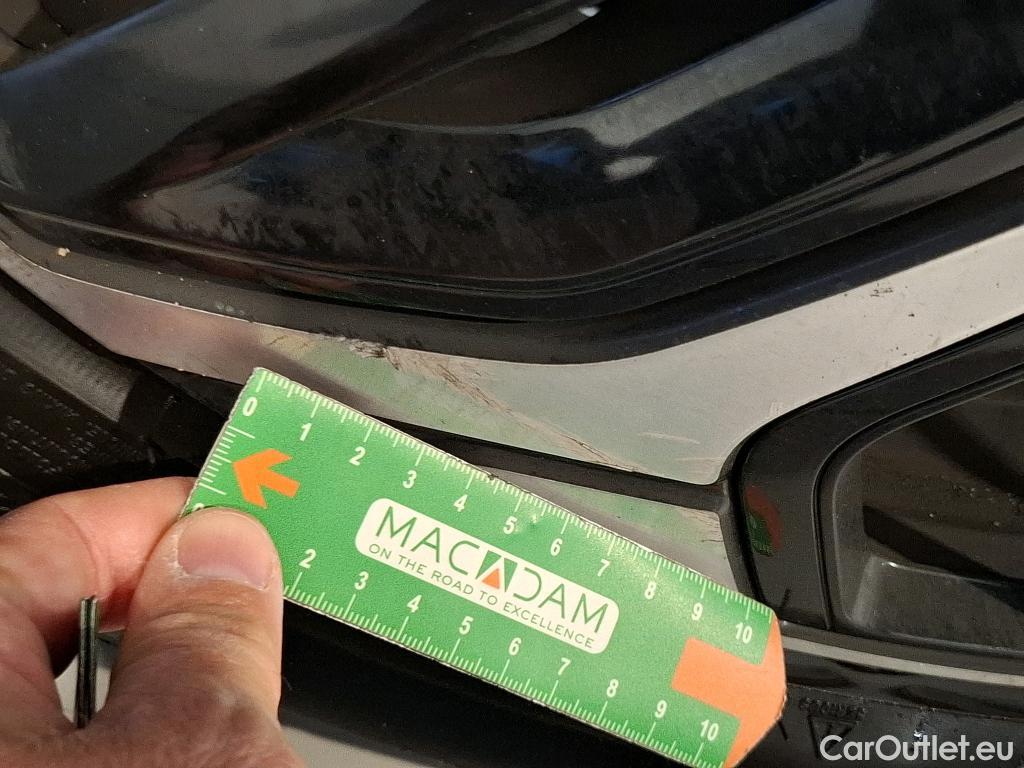 0 1 2 3 4 5 6 7 8 9 10
MACADAM
ON THE ROAD TO EXCELLENCE
2 3 4 5 6 7 8 9 10
CarOutlet.eu